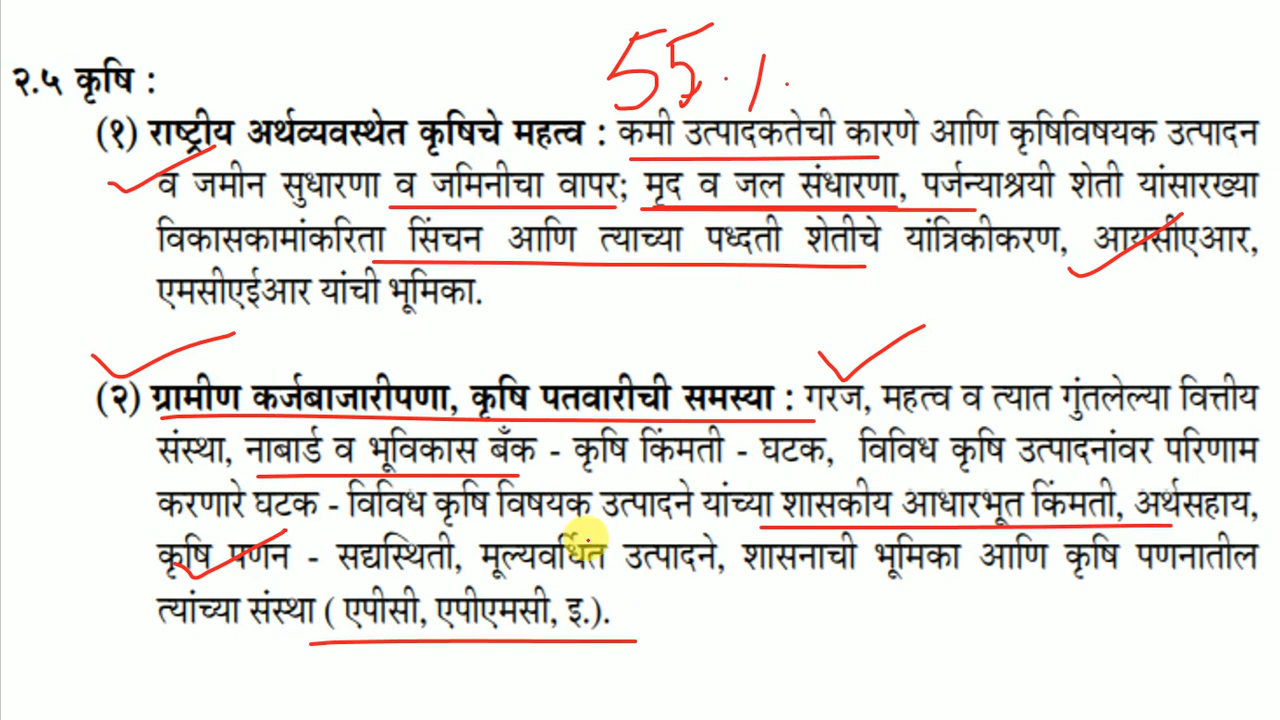 55.1.
२.५ कृषि :
(१) राष्ट्रीय अर्थव्यवस्थेत कृषिचे महत्व : कमी उत्पादकतेची कारणे आणि कृषिविषयक उत्पादन
व जमीन सुधारणा व जमिनीचा वापर; मृद व जल संधारणा, पर्जन्याश्रयी शेती यांसारख्या
विकासकामांकरिता सिंचन आणि त्याच्या पध्दती शेतीचे यांत्रिकीकरण, आयसीएआर,
एमसीएईआर यांची भूमिका.
(२) ग्रामीण कर्जबाजारीपणा, कृषि पतवारीची समस्या : गरज, महत्व व त्यात गुंतलेल्या वित्तीय
संस्था, नाबार्ड व भूविकास बँक - कृषि किंमती - घटक, विविध कृषि उत्पादनांवर परिणाम
करणारे घटक - विविध कृषि विषयक उत्पादने यांच्या शासकीय आधारभूत किंमती, अर्थसहाय,
कृषि पणन - सद्यस्थिती, मूल्यवर्धित उत्पादने, शासनाची भूमिका आणि कृषि पणनातील
त्यांच्या संस्था ( एपीसी, एपीएमसी, इ.).